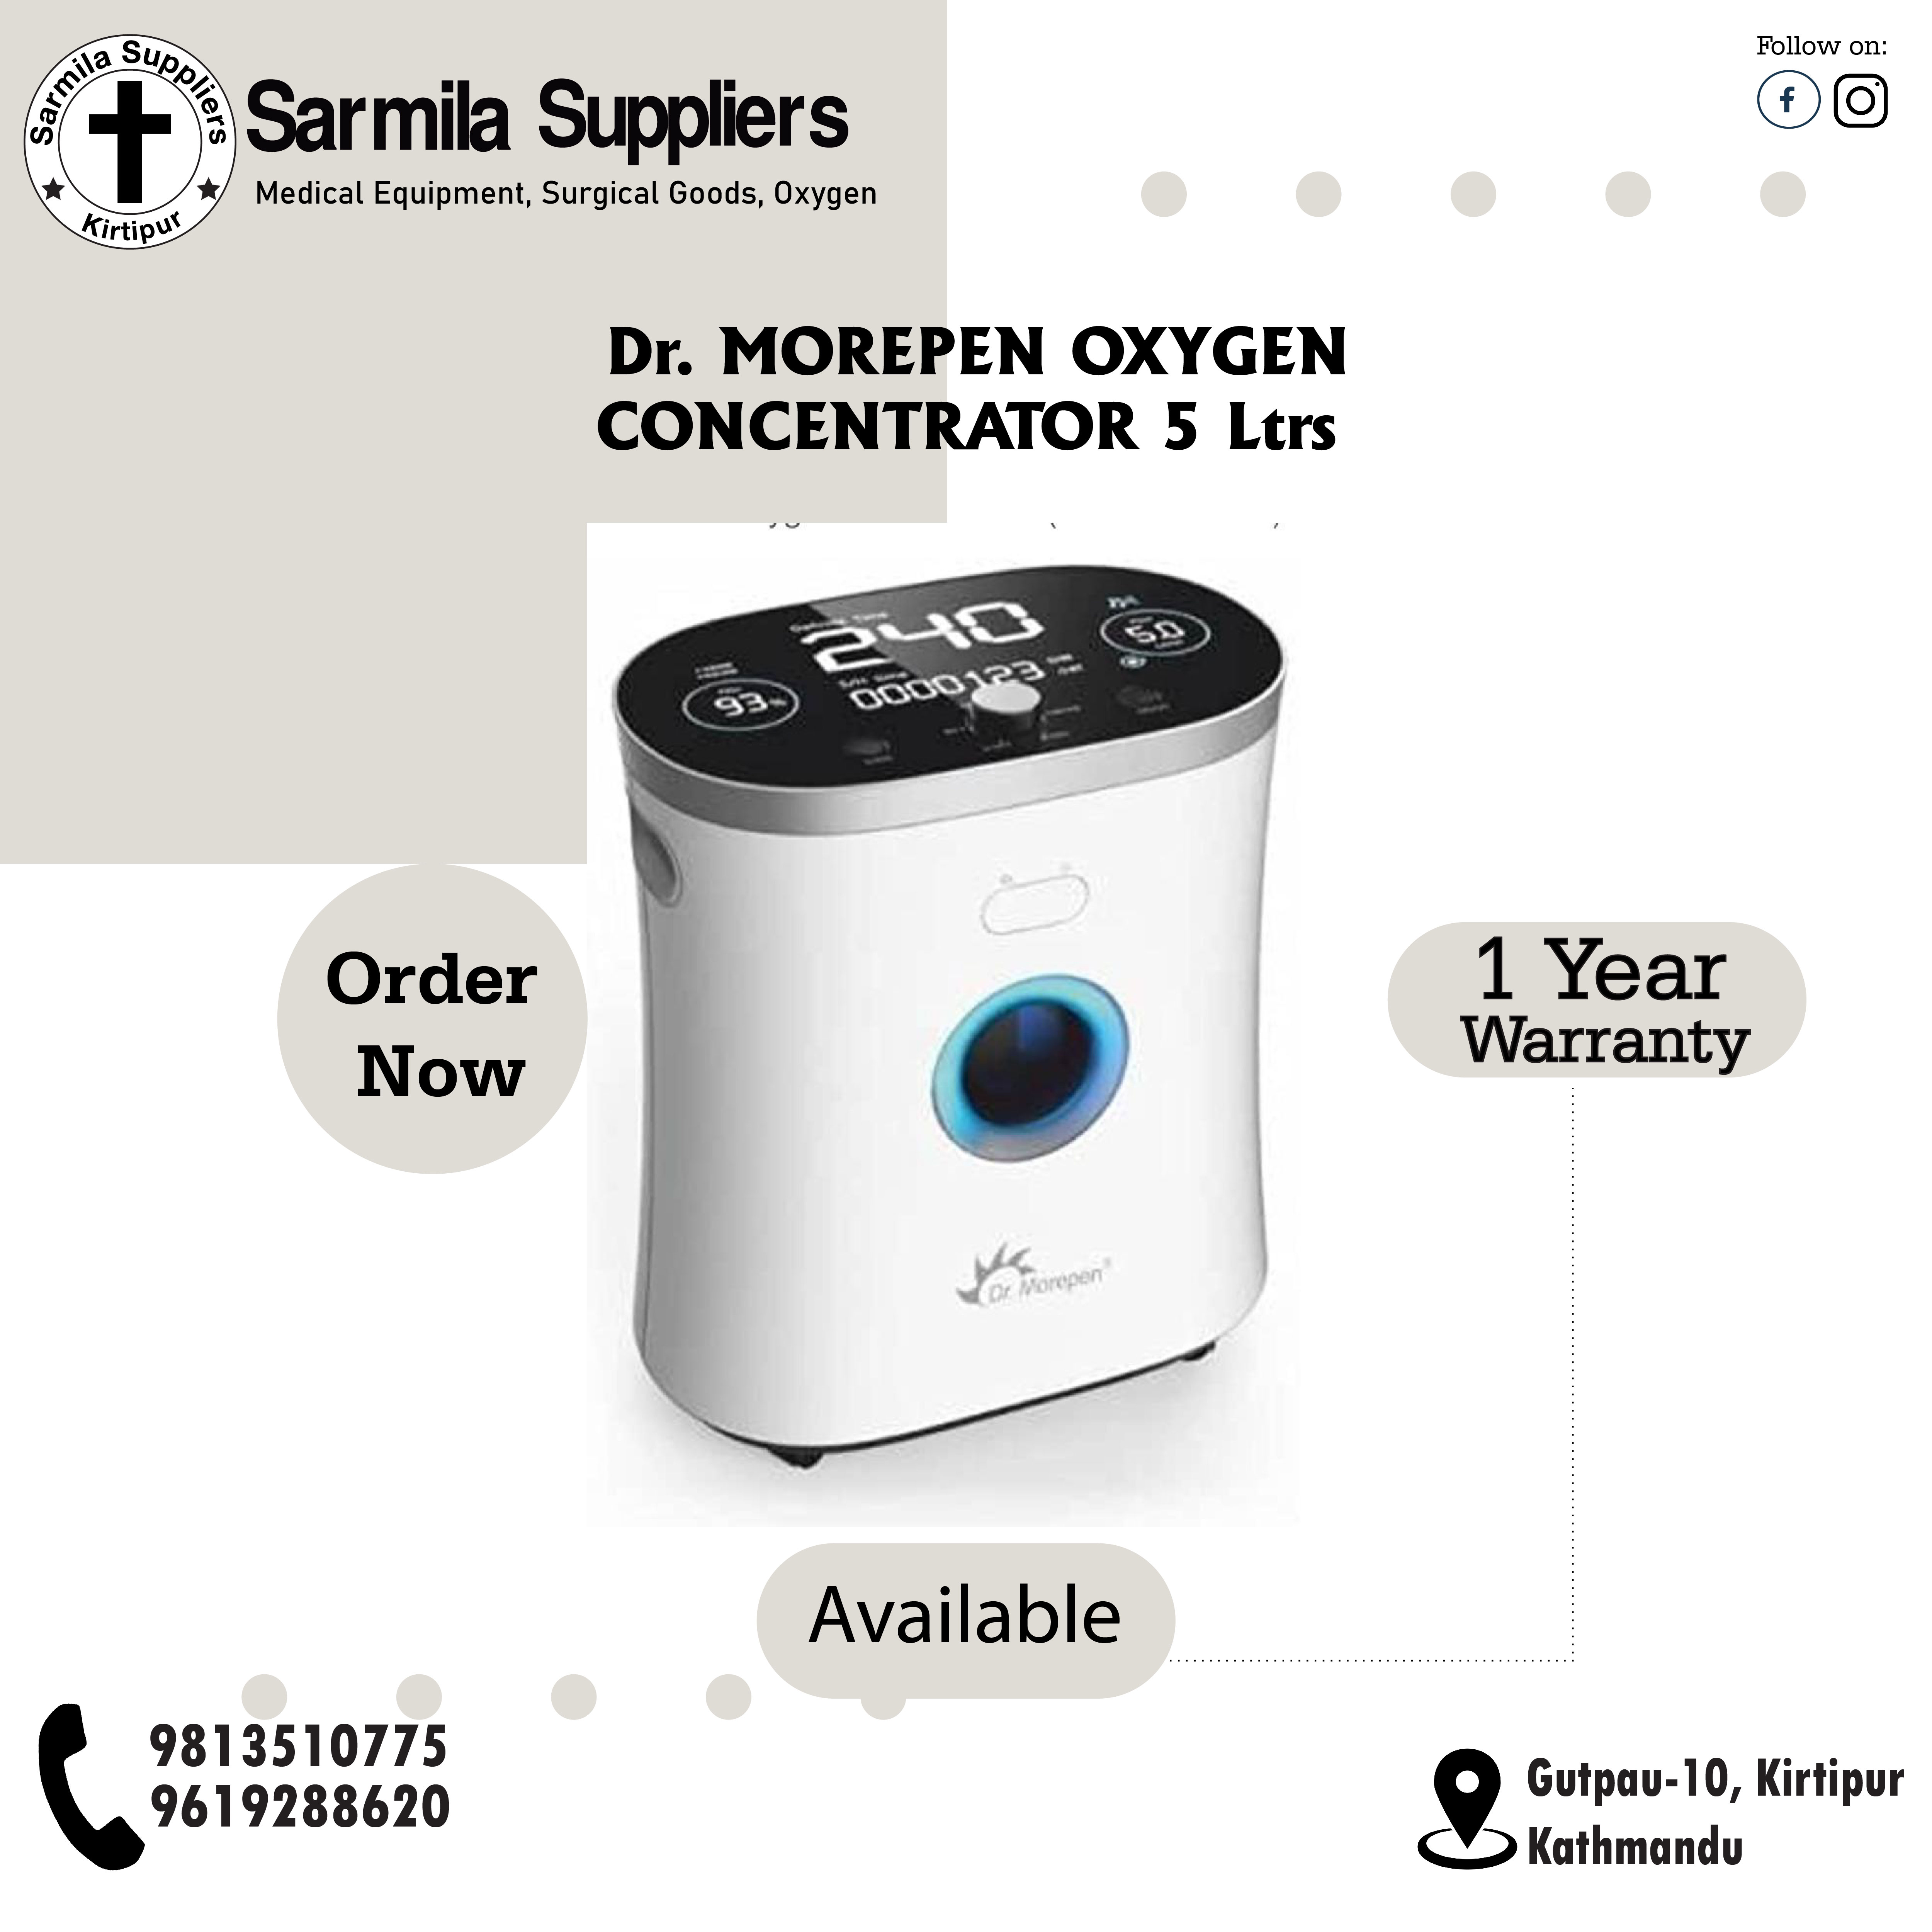 Sarmila Suppliers
Kirtipur
Sarmila Suppliers
Medical Equipment, Surgical Goods, Oxygen
Follow on:
Dr. MOREPEN OXYGEN
CONCENTRATOR 5 Ltrs
240
0000123
93%
5.0
Order
Now
1 Year
Warranty
Dr. Morepen®
Available
9813510775
9619288620
Gutpau-10, Kirtipur
Kathmandu